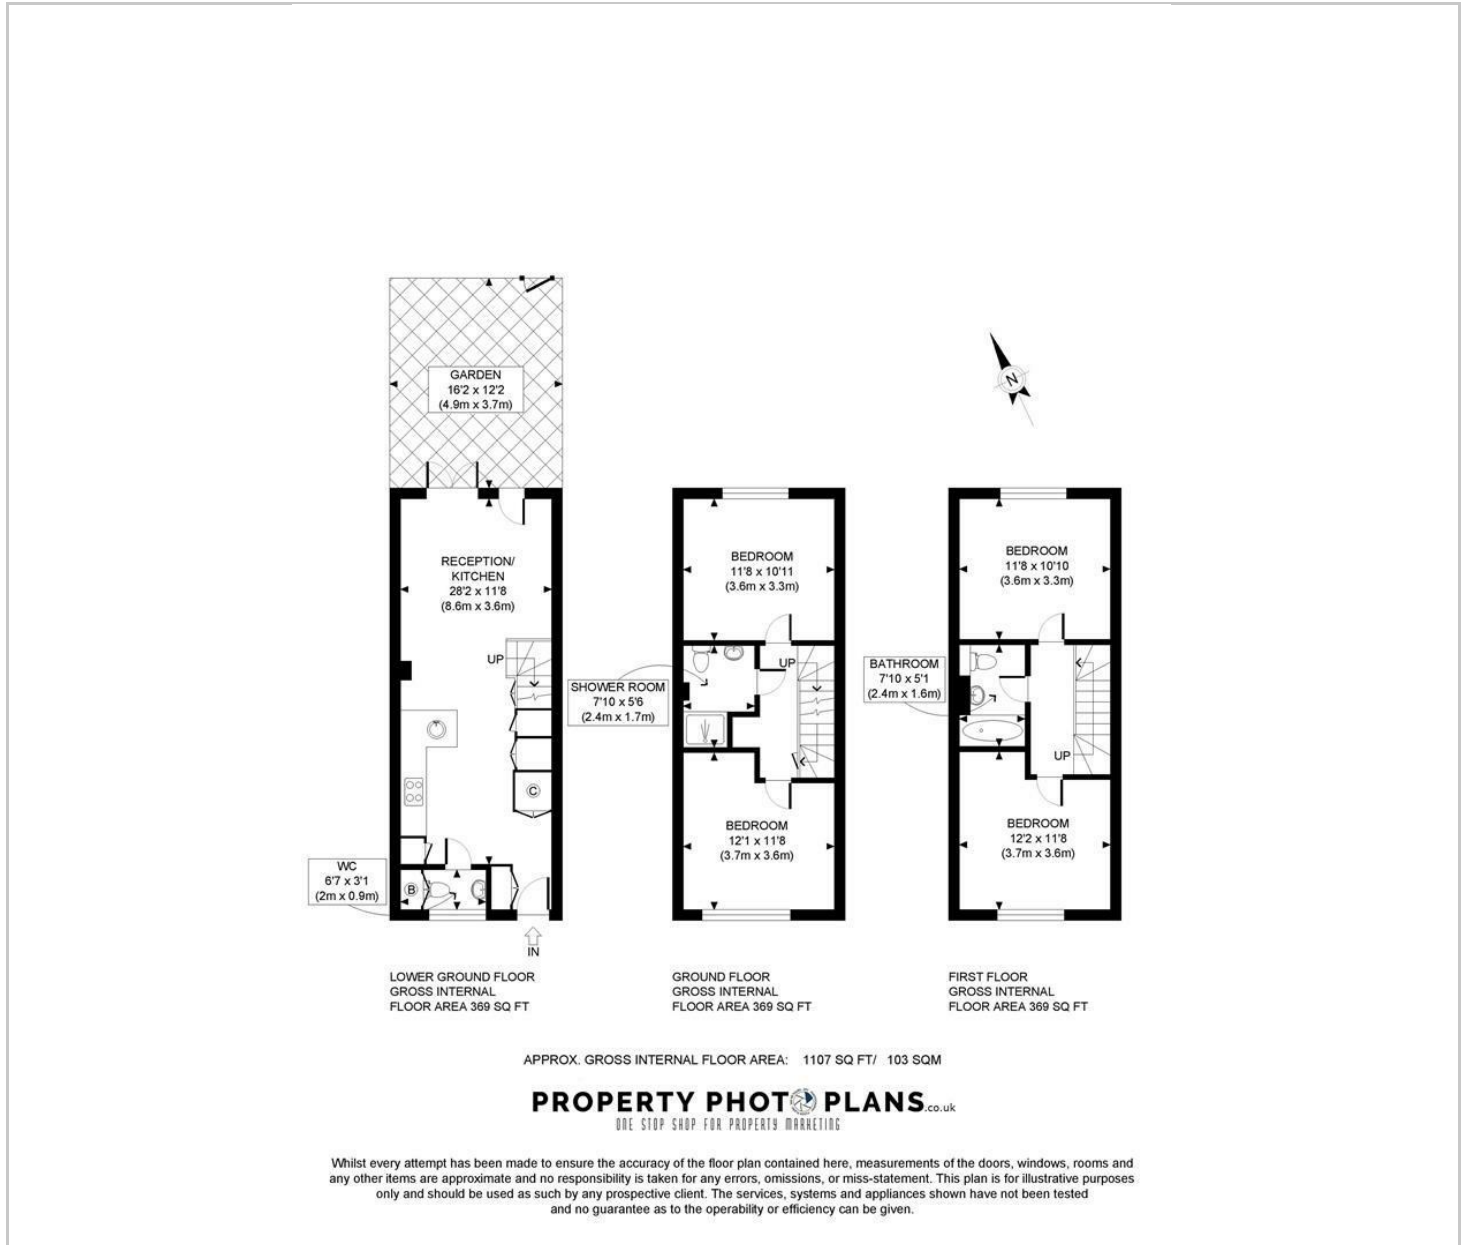 GARDEN
16'2 x 12'2
(4.9m x 3.7m)
N
RECEPTION/
KITCHEN
28'2 x 11'8
(8.6m x 3.6m)
UP
C
WC
6'7 x 3'1
(2m x 0.9m)
B
IN
LOWER GROUND FLOOR
GROSS INTERNAL
FLOOR AREA 369 SQ FT
BEDROOM
11'8 x 10'11
(3.6m x 3.3m)
UP
SHOWER ROOM
7'10 x 5'6
(2.4m x 1.7m)
BEDROOM
12'1 x 11'8
(3.7m x 3.6m)
GROUND FLOOR
GROSS INTERNAL
FLOOR AREA 369 SQ FT
BEDROOM
11'8 x 10'10
(3.6m x 3.3m)
BATHROOM
7'10 x 5'1
(2.4m x 1.6m)
UP
BEDROOM
12'2 x 11'8
(3.7m x 3.6m)
FIRST FLOOR
GROSS INTERNAL
FLOOR AREA 369 SQ FT
APPROX. GROSS INTERNAL FLOOR AREA: 1107 SQ FT/ 103 SQM
PROPERTY PHOTO PLANS.co.uk
ONE STOP SHOP FOR PROPERTY MARKETING
Whilst every attempt has been made to ensure the accuracy of the floor plan contained here, measurements of the doors, windows, rooms and
any other items are approximate and no responsibility is taken for any errors, omissions, or miss-statement. This plan is for illustrative purposes
only and should be used as such by any prospective client. The services, systems and appliances shown have not been tested
and no guarantee as to the operability or efficiency can be given.